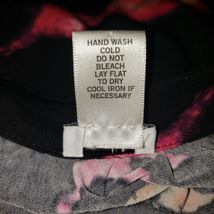 HAND WASH
COLD
DO NOT
BLEACH
LAY FLAT
TO DRY
COOL IRON IF
NECESSARY